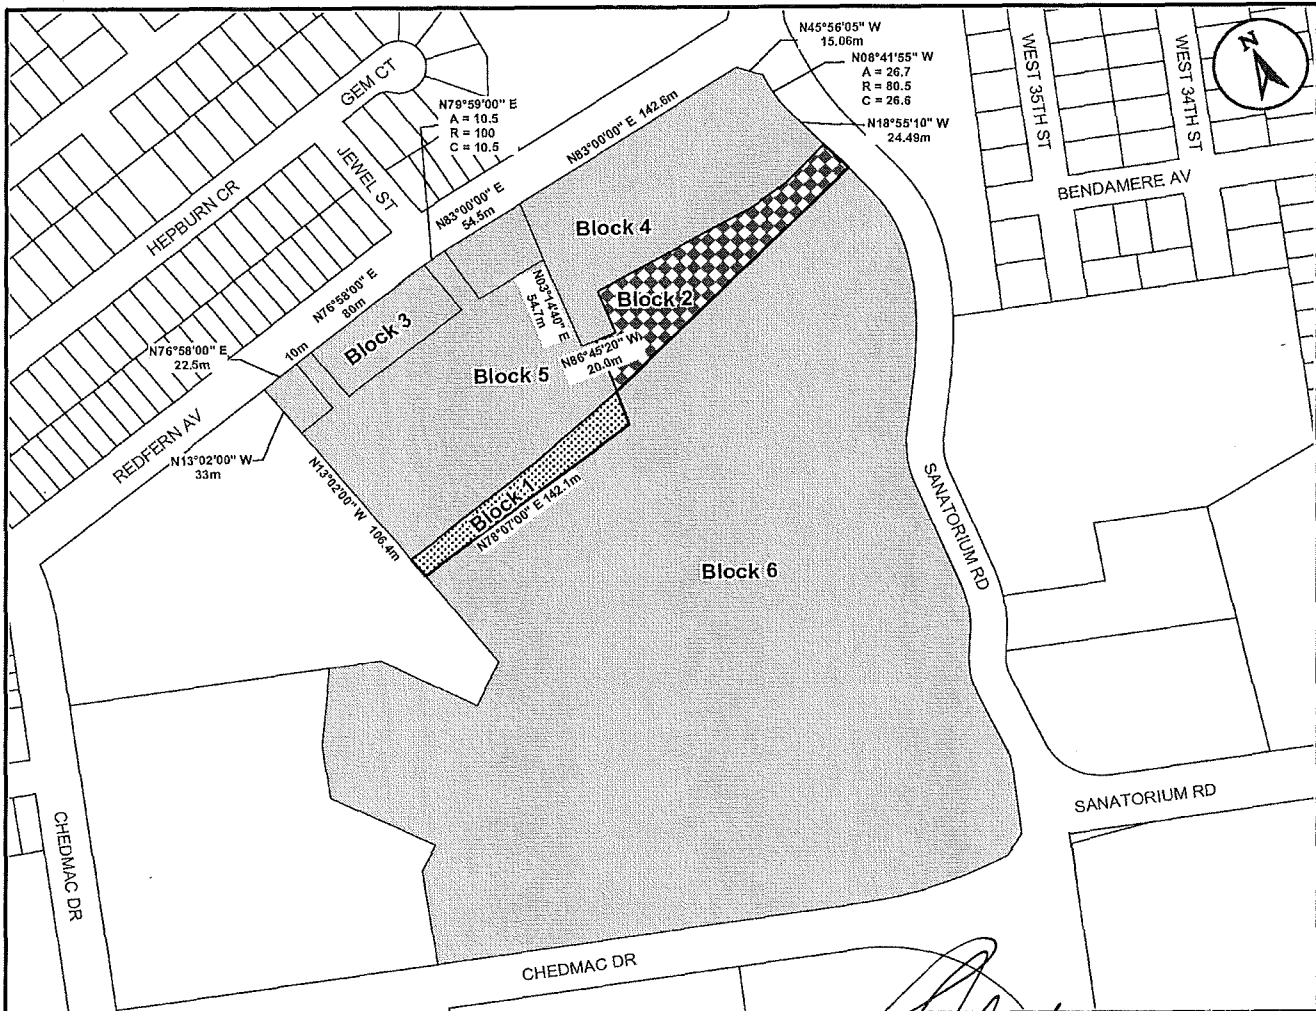 N45°56'05" W
15.06m
N08°41'55" W
A = 26.7
R = 80.5
C = 26.6
N18°55'10" W
24.49m
WEST 35TH ST
WEST 34TH ST
N
GEM CT
N79°59'00" E
A = 10.5
R = 100
C = 10.5
N83°00'00" E 142.6m
JEWEL ST
BENDAMERE AV
HEPBURN CR
N83°00'00" E
54.5m
Block 4
N76°58'00" E
80m
N03°14'40" E
54.7m
Block 2
Block 3
10m
N76°58'00" E
22.5m
N86°45'20" W
20.0m
Block 5
REDFERN AV
N13°02'00" W
33m
N13°02'00" W 106.4m
Block 1
N78°07'00" E 142.1m
SANATORIUM RD
Block 6
SANATORIUM RD
CHEDMAC DR
CHEDMAC DR